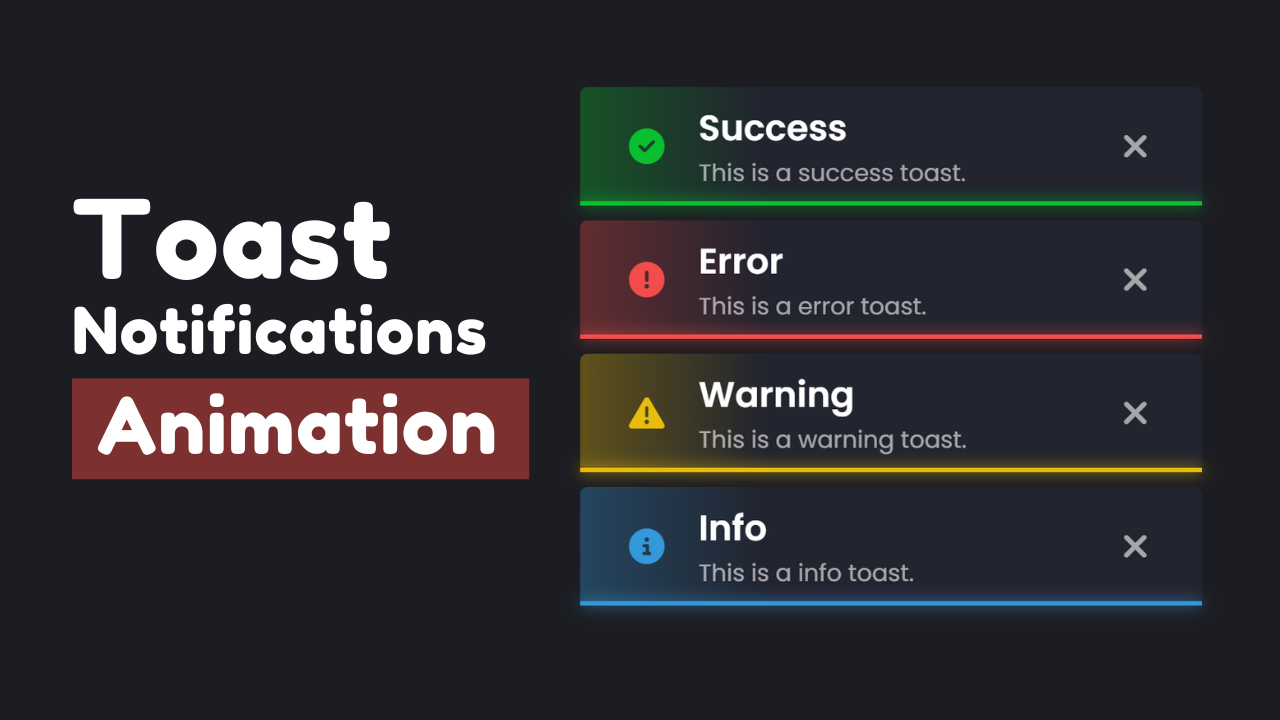 Toast
Notifications
Animation
Success
This is a success toast.
Error
This is a error toast.
Warning
This is a warning toast.
Info
This is a info toast.